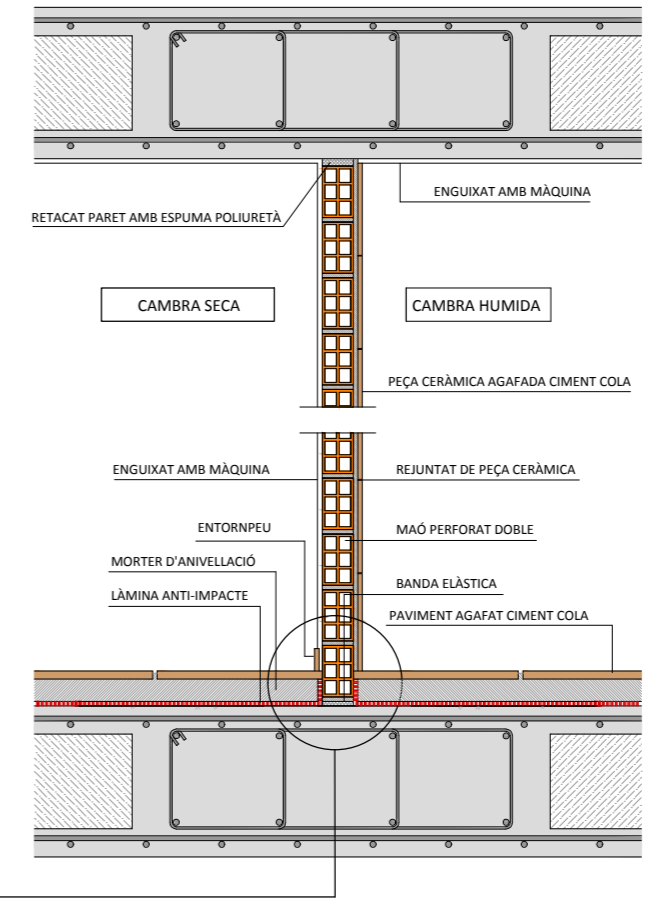 ENGUIXAT AMB MÀQUINA
RETACAT PARET AMB ESPUMA POLIURETÀ
CAMBRA SECA
CAMBRA HUMIDA
PEÇA CERÀMICA AGAFADA CIMENT COLA
ENGUIXAT AMB MÀQUINA
REJUNTAT DE PEÇA CERÀMICA
ENTORNPEU
MAÓ PERFORAT DOBLE
MORTER D'ANIVELLACIÓ
BANDA ELÀSTICA
LÀMINA ANTI-IMPACTE
PAVIMENT AGAFAT CIMENT COLA